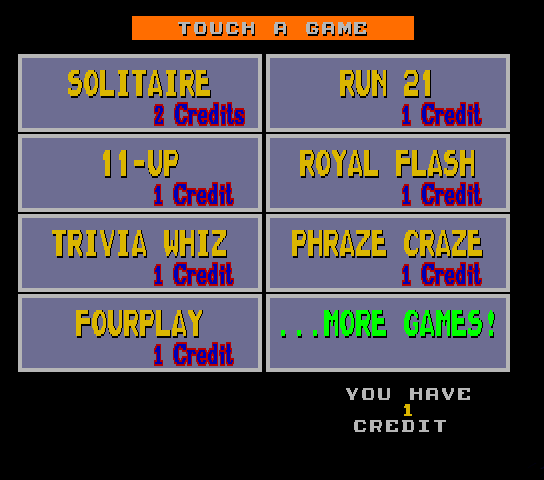 TOUCH A GAME
SOLITAIRE
2 Credits
RUN 21
1 Credit
11-UP
1 Credit
ROYAL FLASH
1 Credit
TRIVIA WHIZ
1 Credit
PHRAZE CRAZE
1 Credit
FOURPLAY
1 Credit
...MORE GAMES!
YOU HAVE
1
CREDIT